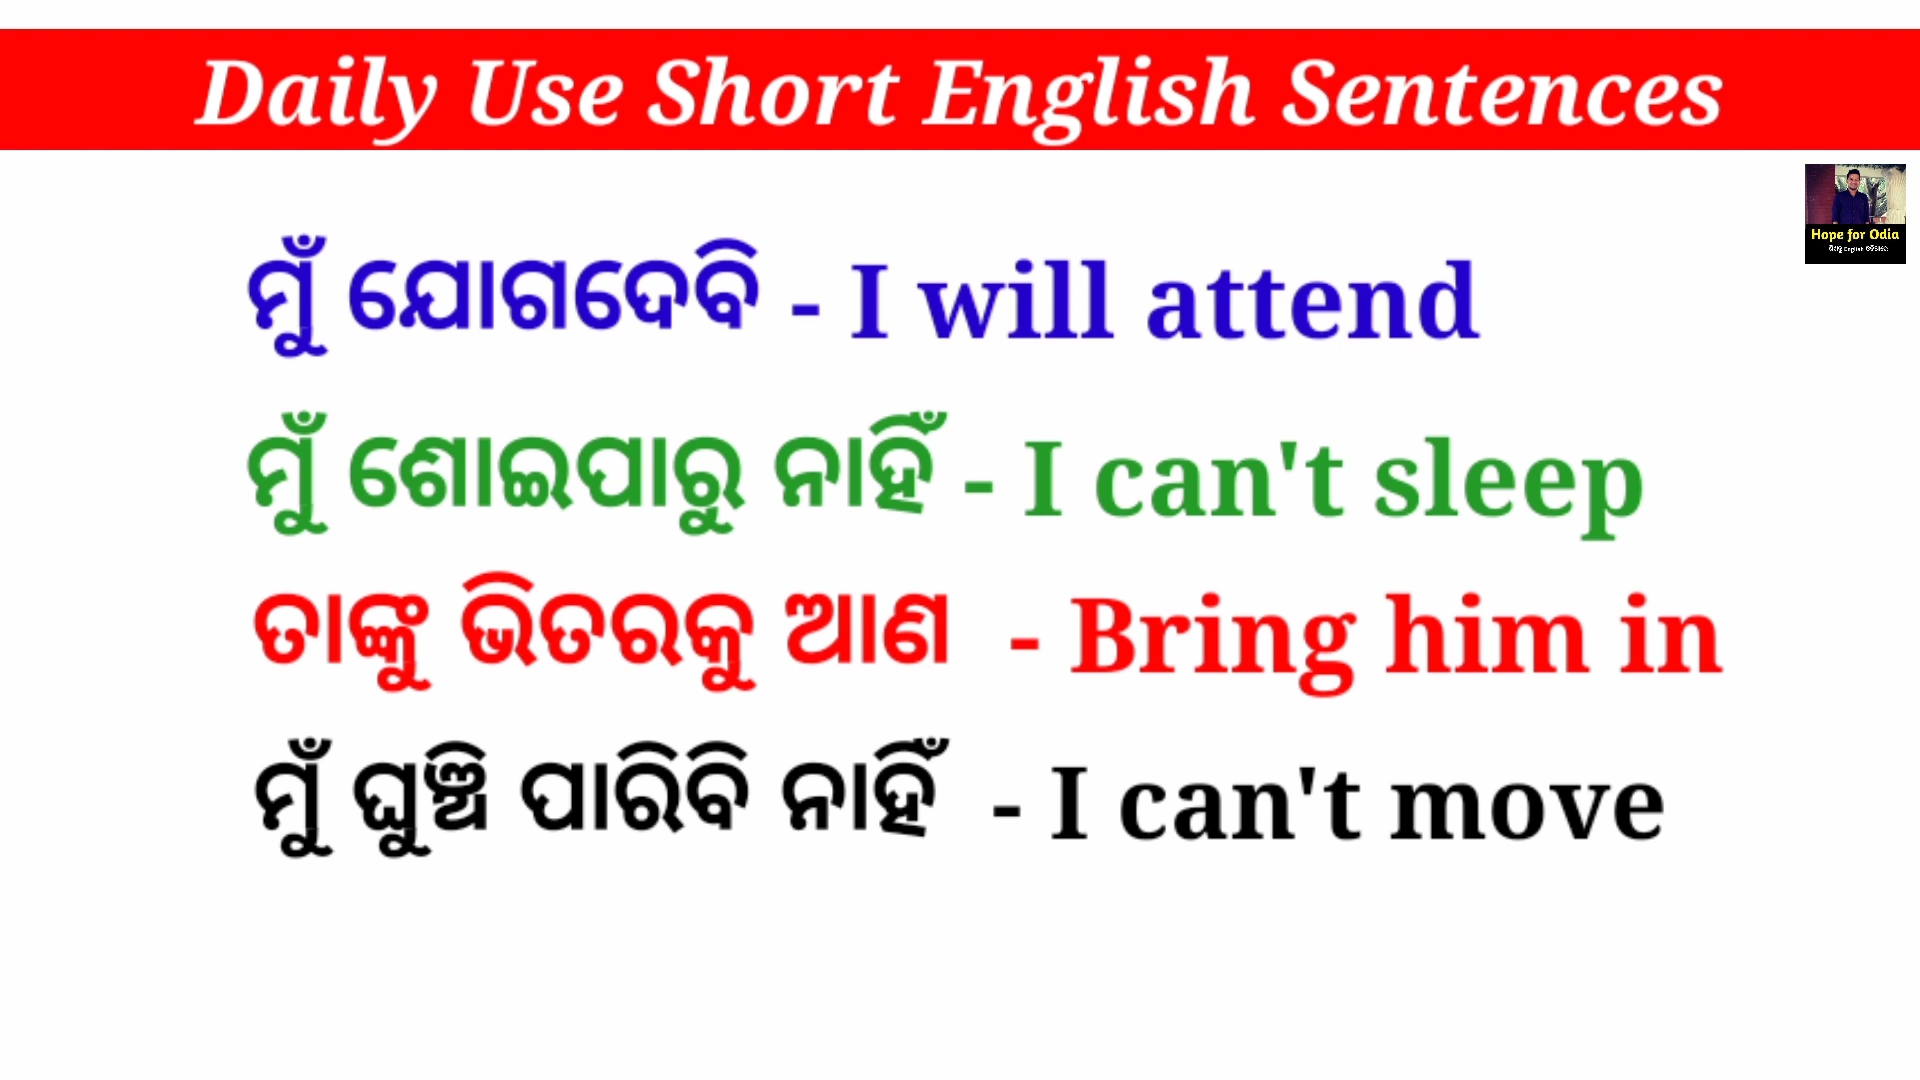 Daily Use Short English Sentences
Hope for Odia
ମୁଁ ଯୋଗଦେବି - I will attend
ମୁଁ ଶୋଇପାରୁ ନାହିଁ - I can't sleep
ତାଙ୍କୁ ଭିତରକୁ ଆଣ - Bring him in
ମୁଁ ଘୁଞ୍ଚି ପାରିବି ନାହିଁ - I can't move